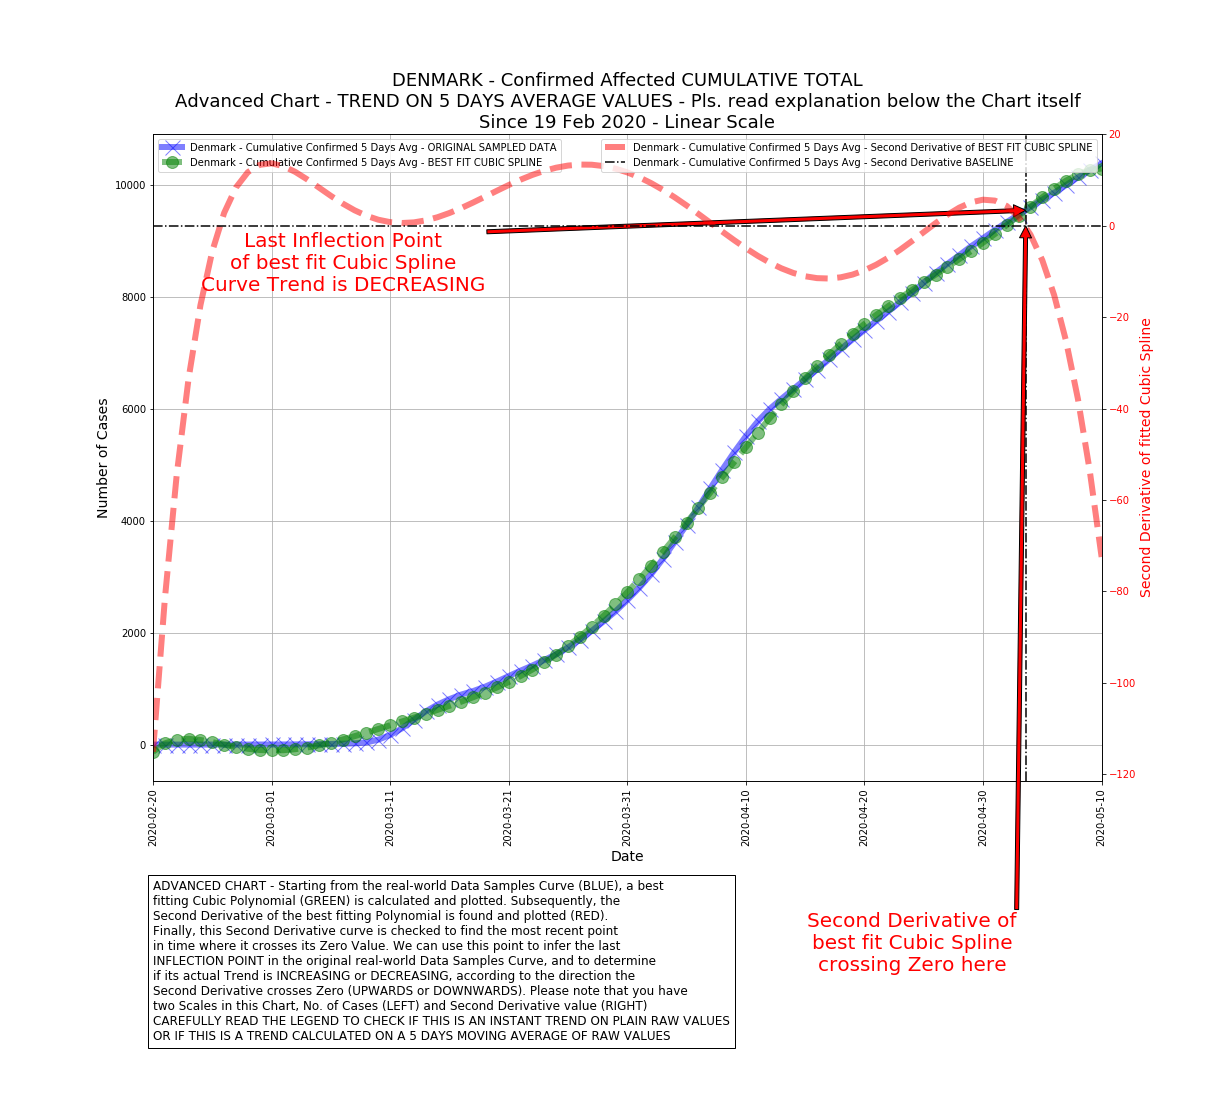 DENMARK - Confirmed Affected CUMULATIVE TOTAL
Advanced Chart - TREND ON 5 DAYS AVERAGE VALUES - Pls. read explanation below the Chart itself
Since 19 Feb 2020 - Linear Scale
Denmark - Cumulative Confirmed 5 Days Avg - ORIGINAL SAMPLED DATA
Denmark - Cumulative Confirmed 5 Days Avg - BEST FIT CUBIC SPLINE
Denmark - Cumulative Confirmed 5 Days Avg - Second Derivative of BEST FIT CUBIC SPLINE
Denmark - Cumulative Confirmed 5 Days Avg - Second Derivative BASELINE
Number of Cases
10000
8000
6000
4000
2000
0
Last Inflection Point
of best fit Cubic Spline
Curve Trend is DECREASING
20
0
−20
−40
−60
−80
−100
−120
Second Derivative of fitted Cubic Spline
2020-02-20
2020-03-01
2020-03-11
2020-03-21
2020-03-31
2020-04-10
2020-04-20
2020-04-30
2020-05-10
Date
ADVANCED CHART - Starting from the real-world Data Samples Curve (BLUE), a best
fitting Cubic Polynomial (GREEN) is calculated and plotted. Subsequently, the
Second Derivative of the best fitting Polynomial is found and plotted (RED).
Finally, this Second Derivative curve is checked to find the most recent point
in time where it crosses its Zero Value. We can use this point to infer the last
INFLECTION POINT in the original real-world Data Samples Curve, and to determine
if its actual Trend is INCREASING or DECREASING, according to the direction the
Second Derivative crosses Zero (UPWARDS or DOWNWARDS). Please note that you have
two Scales in this Chart, No. of Cases (LEFT) and Second Derivative value (RIGHT)
CAREFULLY READ THE LEGEND TO CHECK IF THIS IS AN INSTANT TREND ON PLAIN RAW VALUES
OR IF THIS IS A TREND CALCULATED ON A 5 DAYS MOVING AVERAGE OF RAW VALUES
Second Derivative of
best fit Cubic Spline
crossing Zero here